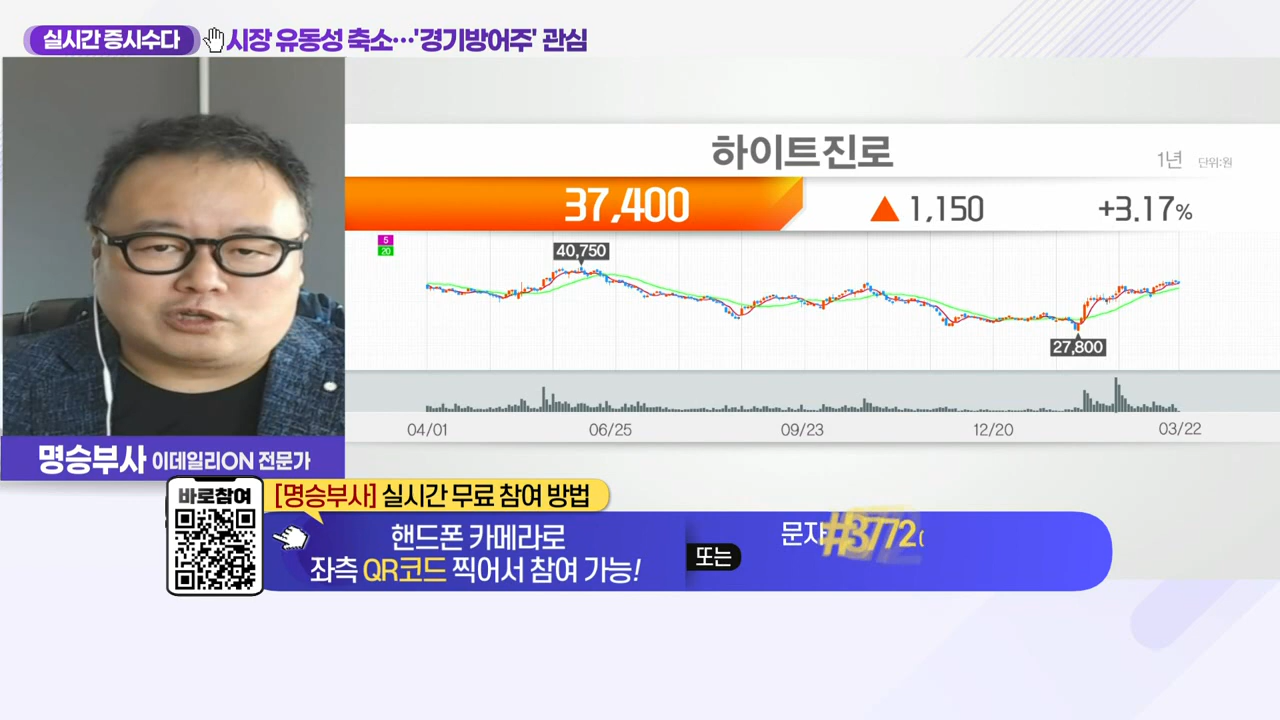 실시간 증시수다
시장 유동성 축소…'경기방어주' 관심
하이트진로
1년 단위:원
37,400 ▲ 1,150 +3.17%
5
20
40,750
27,800
04/01 06/25 09/23 12/20 03/22
명승부사 이데일리ON 전문가
바로참여
[명승부사] 실시간 무료 참여 방법
핸드폰 카메라로
좌측 QR코드 찍어서 참여 가능!
또는
문자 #3772